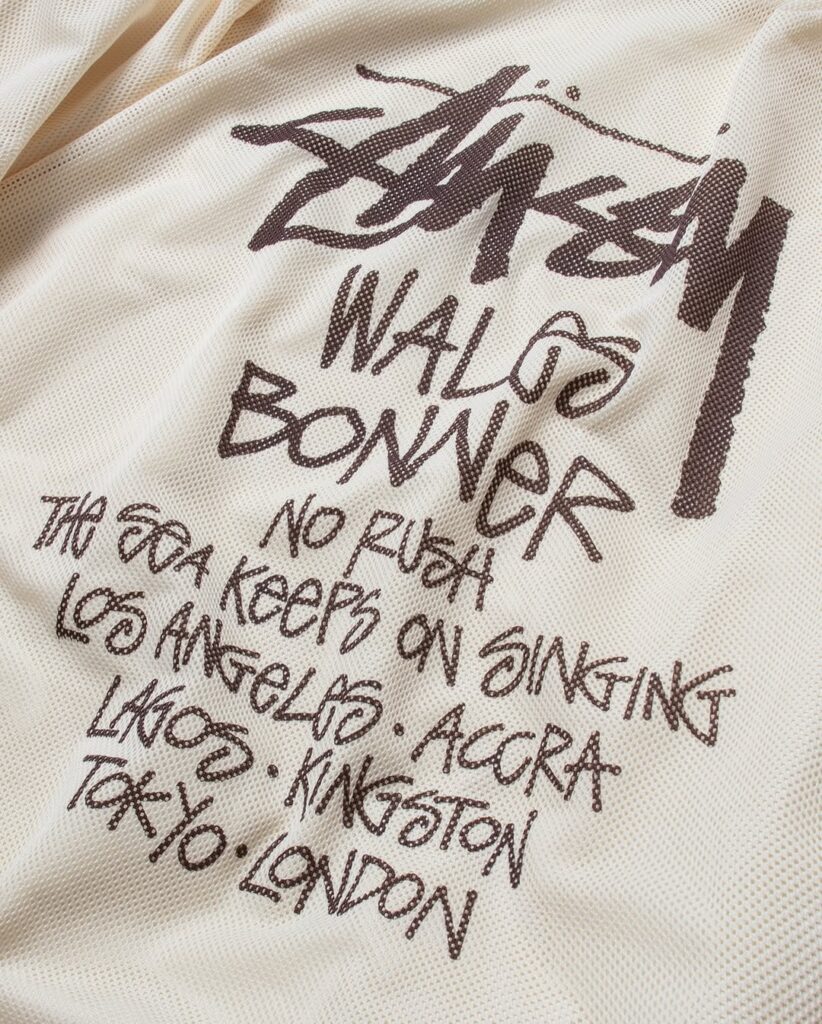 Stüssy
WALES
BONNER
NO RUSH
THE SEA KEEPS ON SINGING
LOS ANGELES · ACCRA
LAGOS · KINGSTON
TOKYO · LONDON